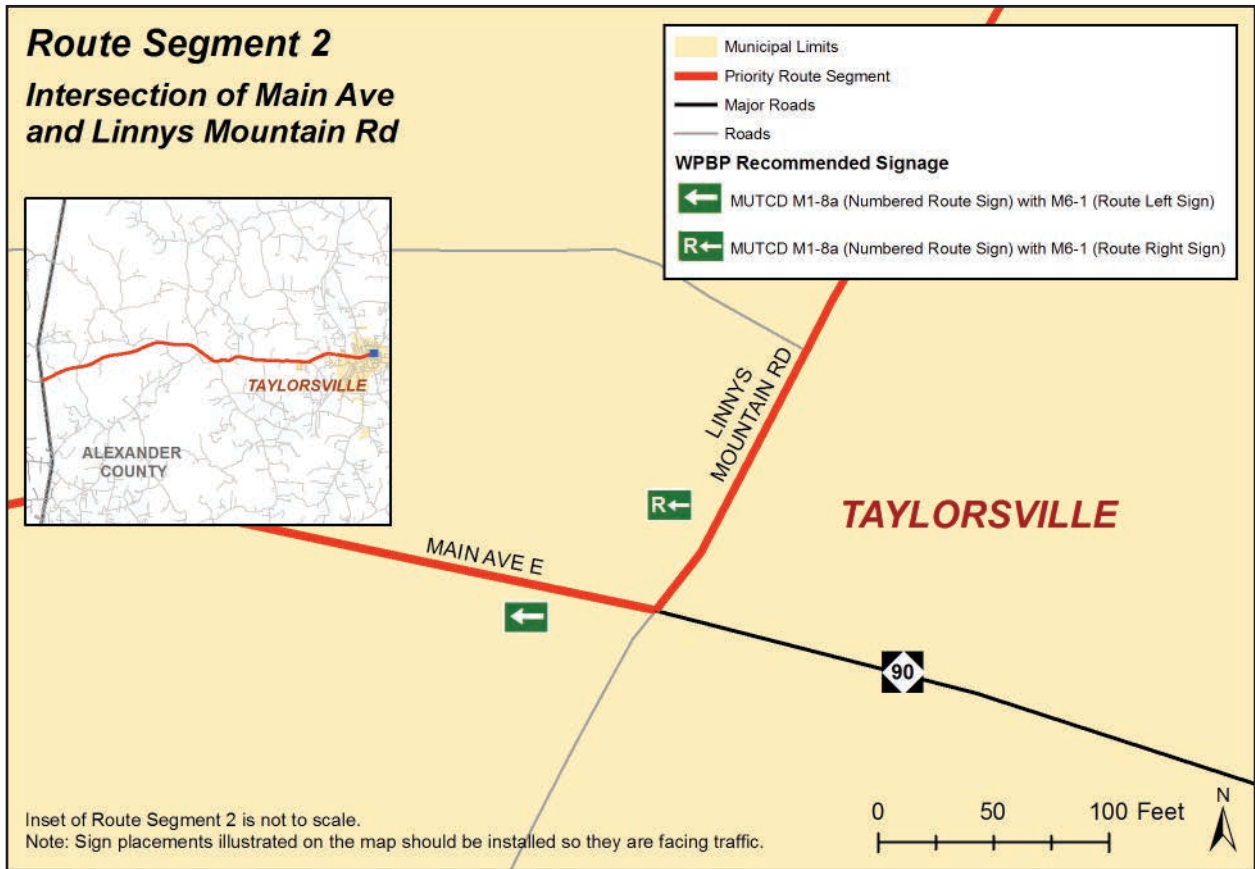 Route Segment 2
Intersection of Main Ave
and Linnys Mountain Rd
Municipal Limits
Priority Route Segment
Major Roads
Roads
WPBP Recommended Signage
MUTCD M1-8a (Numbered Route Sign) with M6-1 (Route Left Sign)
R MUTCD M1-8a (Numbered Route Sign) with M6-1 (Route Right Sign)
TAYLORSVILLE
ALEXANDER
COUNTY
LINNYS
MOUNTAIN RD
R
TAYLORSVILLE
MAIN AVE E
90
Inset of Route Segment 2 is not to scale.
Note: Sign placements illustrated on the map should be installed so they are facing traffic.
0 50 100 Feet
N